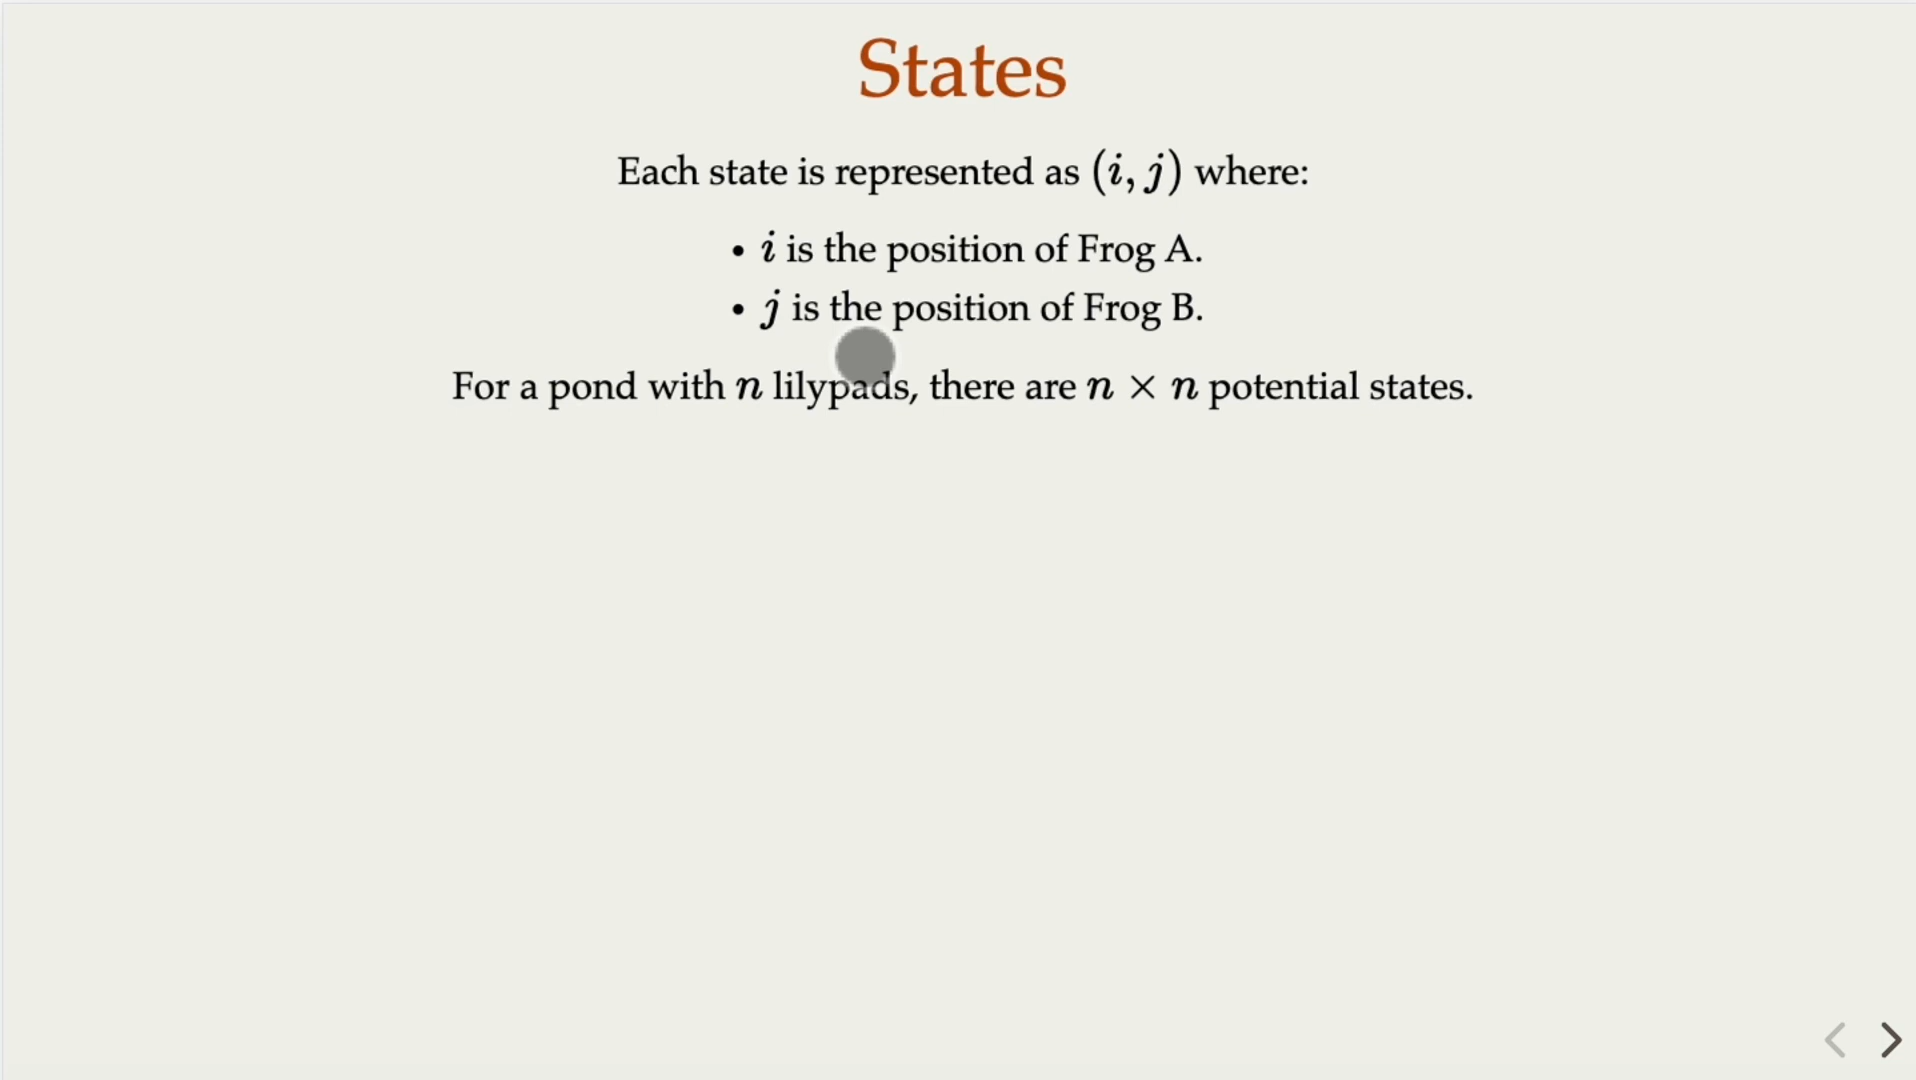 States
Each state is represented as (i, j) where:
• i is the position of Frog A.
• j is the position of Frog B.
For a pond with n lilypads, there are n × n potential states.